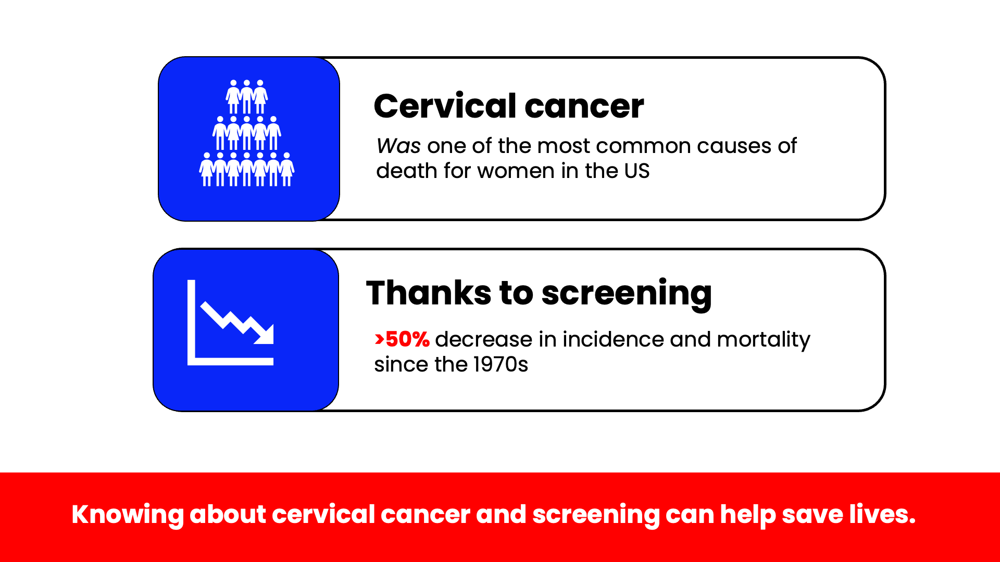 Cervical cancer
Was one of the most common causes of
death for women in the US
Thanks to screening
>50% decrease in incidence and mortality
since the 1970s
Knowing about cervical cancer and screening can help save lives.